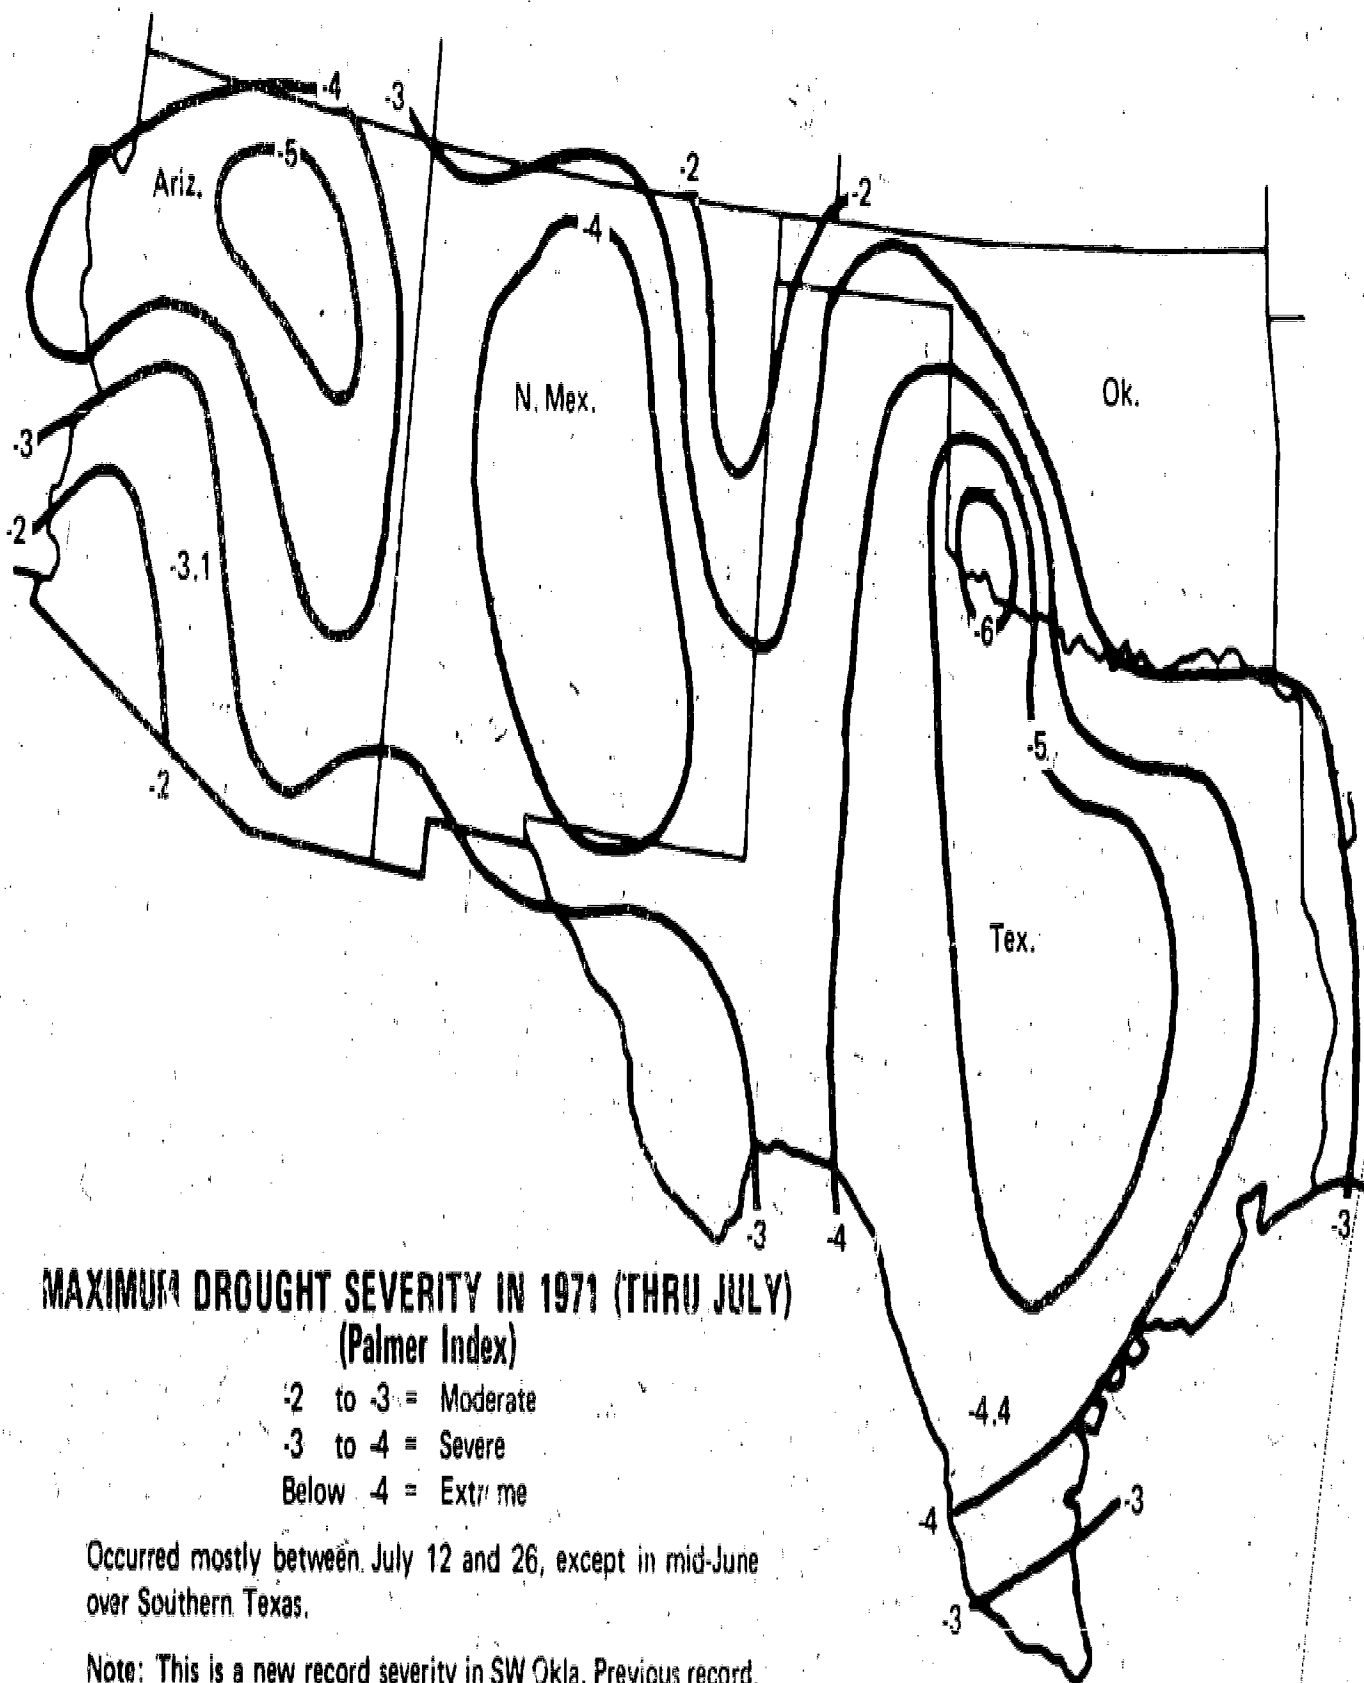 -4
-3
-5
-2
-2
Ariz.
-4
N. Mex.
Ok.
-3
-2
-3.1
-6
-5
-2
Tex.
-3
-4
-3
MAXIMUM DROUGHT SEVERITY IN 1971 (THRU JULY)
(Palmer Index)
-2 to -3 = Moderate
-3 to -4 = Severe
Below -4 =
-4.4
-4
-3
Occurred mostly between July 12 and 26, except in mid-June
over Southern Texas.
-3
Note: This is a new record severity in SW Okla. Previous record,